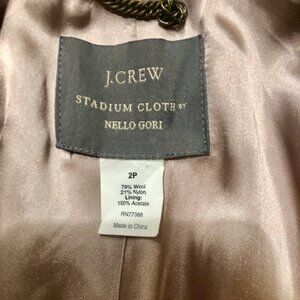 J.CREW
STADIUM CLOTH BY
NELLO GORI
2P
79% Wool
21% Nylon
Lining:
100% Acetate
RN77388
Made in China